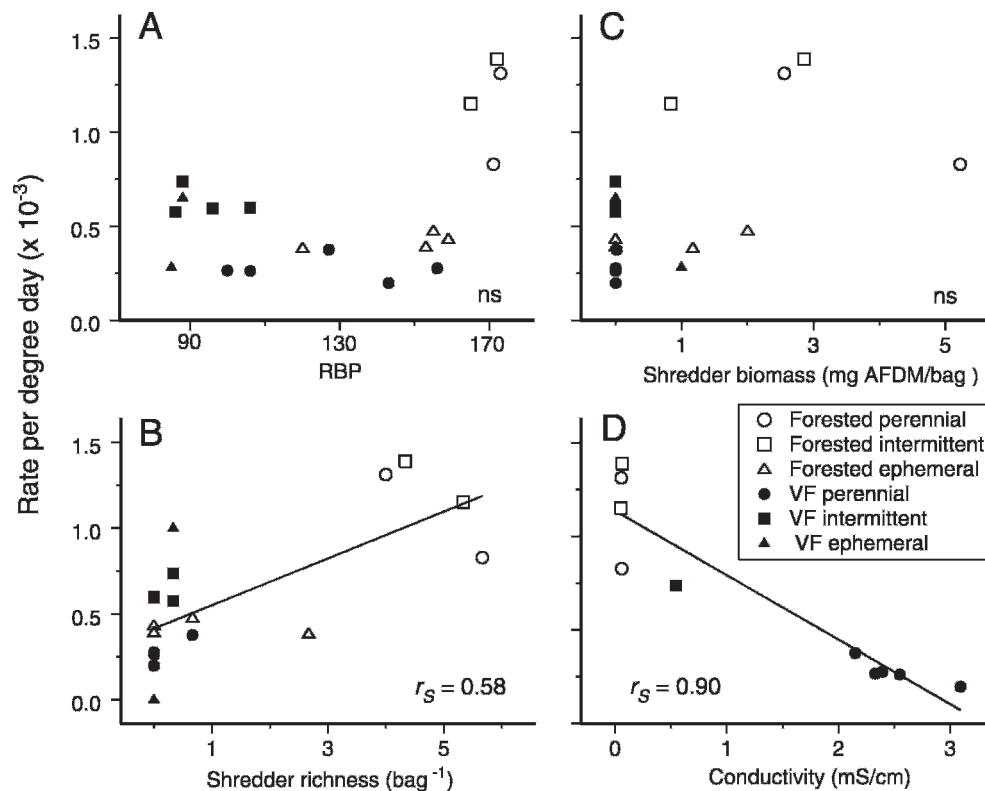 Rate per degree day (x 10⁻³)
A
1.5
1.0
0.5
0.0
ns
90
130
170
RBP
C
ns
1
3
5
Shredder biomass (mg AFDM/bag )
B
1.5
1.0
0.5
0.0
rS = 0.58
1
3
5
Shredder richness (bag⁻¹)
D
Forested perennial
Forested intermittent
Forested ephemeral
VF perennial
VF intermittent
VF ephemeral
rS = 0.90
0
1
2
3
Conductivity (mS/cm)